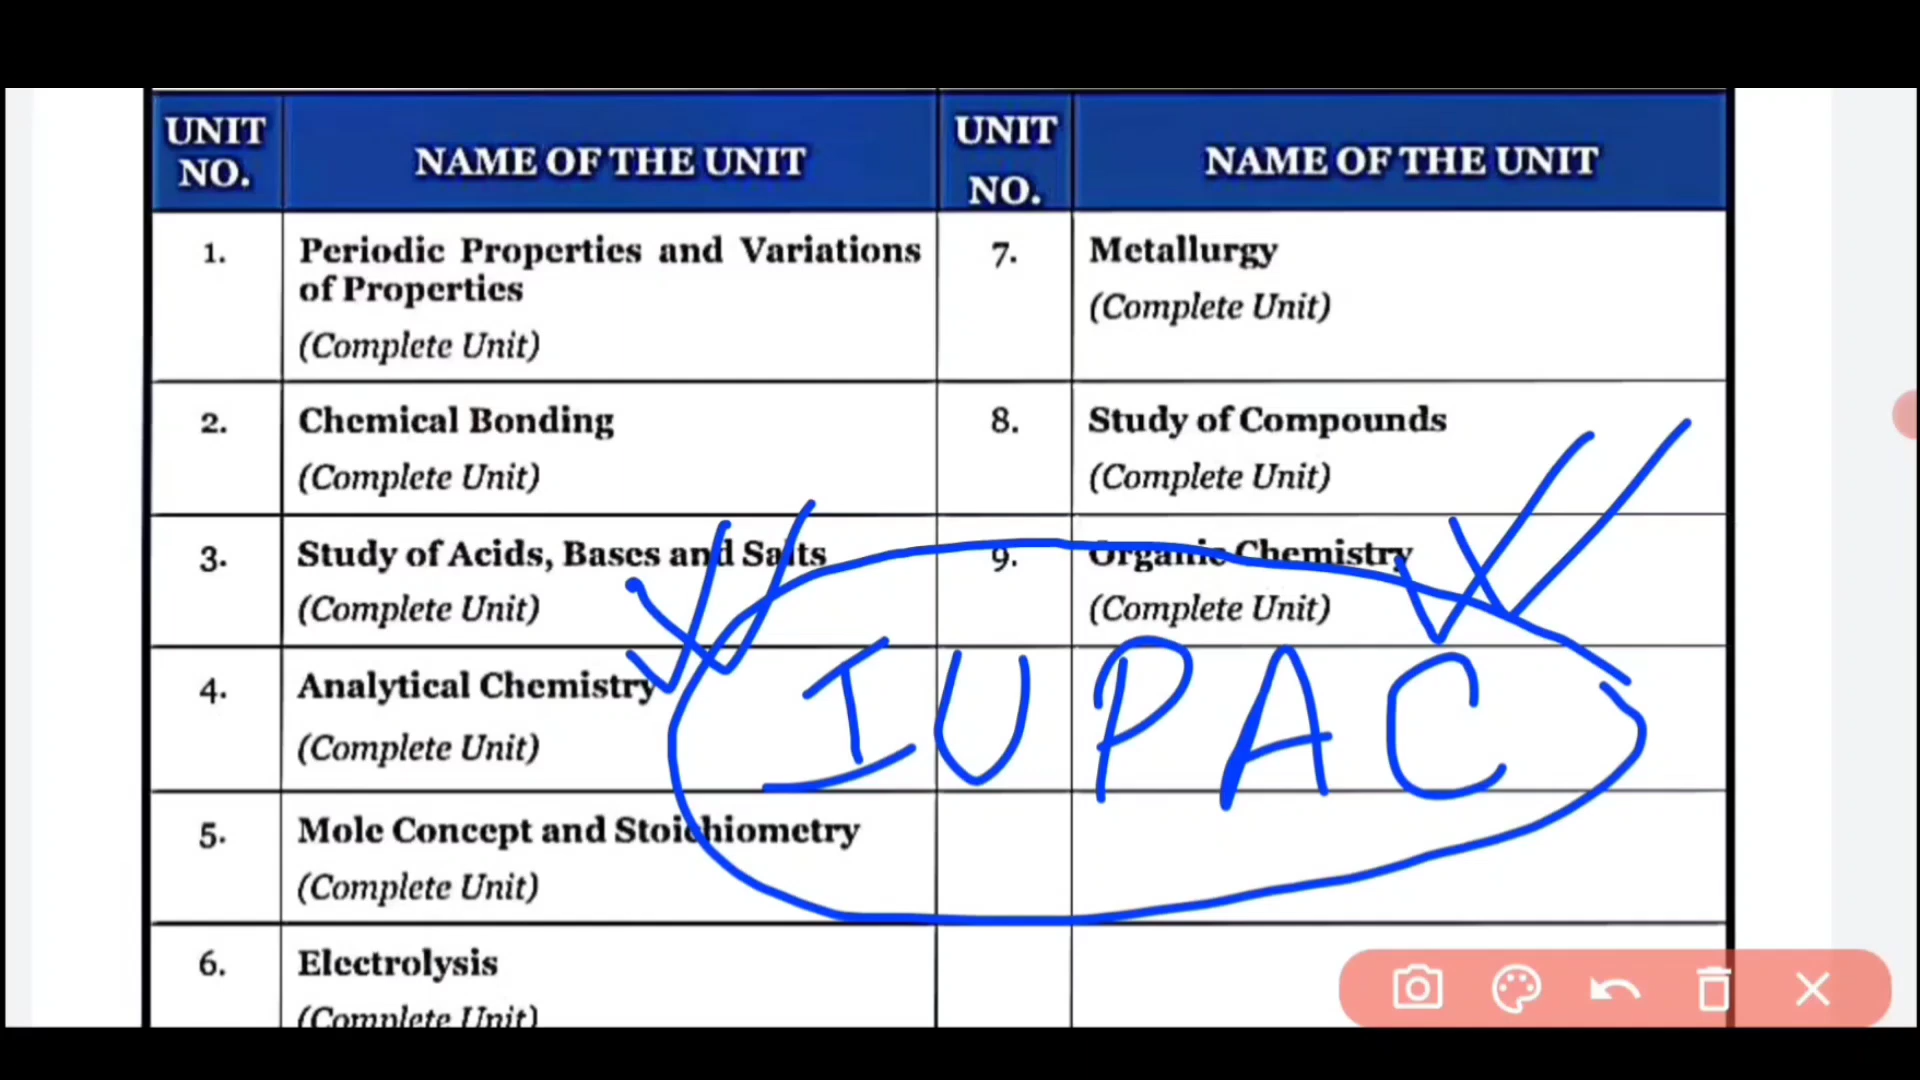 UNIT NO.
NAME OF THE UNIT
UNIT NO.
NAME OF THE UNIT
1.
Periodic Properties and Variations
of Properties
(Complete Unit)
7.
Metallurgy
(Complete Unit)
2.
Chemical Bonding
(Complete Unit)
8.
Study of Compounds
(Complete Unit)
3.
Study of Acids, Bases and Salts
(Complete Unit)
9.
Organic Chemistry
(Complete Unit)
4.
Analytical Chemistry
(Complete Unit)
IUPAC
5.
Mole Concept and Stoichiometry
(Complete Unit)
6.
Electrolysis
(Complete Unit)